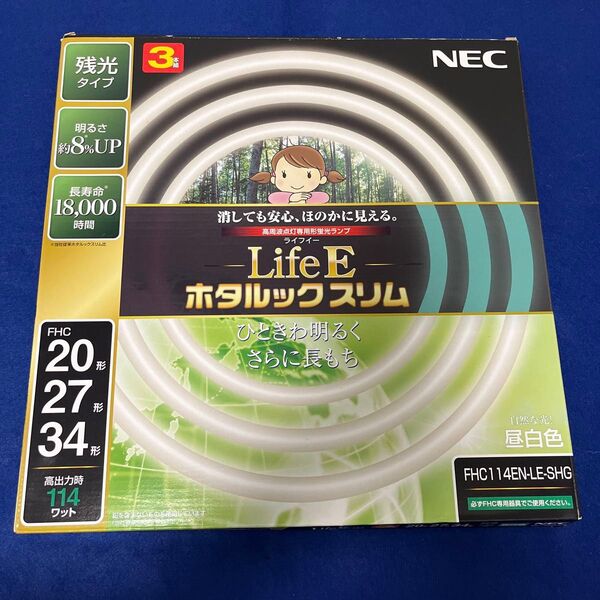 残光
タイプ
3本組
NEC
明るさ
約8%UP
長寿命*
18,000
時間
消しても安心、ほのかに見える。
高周波点灯専用形蛍光ランプ
ライフイー
Life E
ホタルックスリム
ひときわ明るく
さらに長もち
FHC
20形
27形
34形
高出力時
114
ワット
自然な光!
昼白色
FHC114EN-LE-SHG
必ずFHC専用器具でご使用ください。